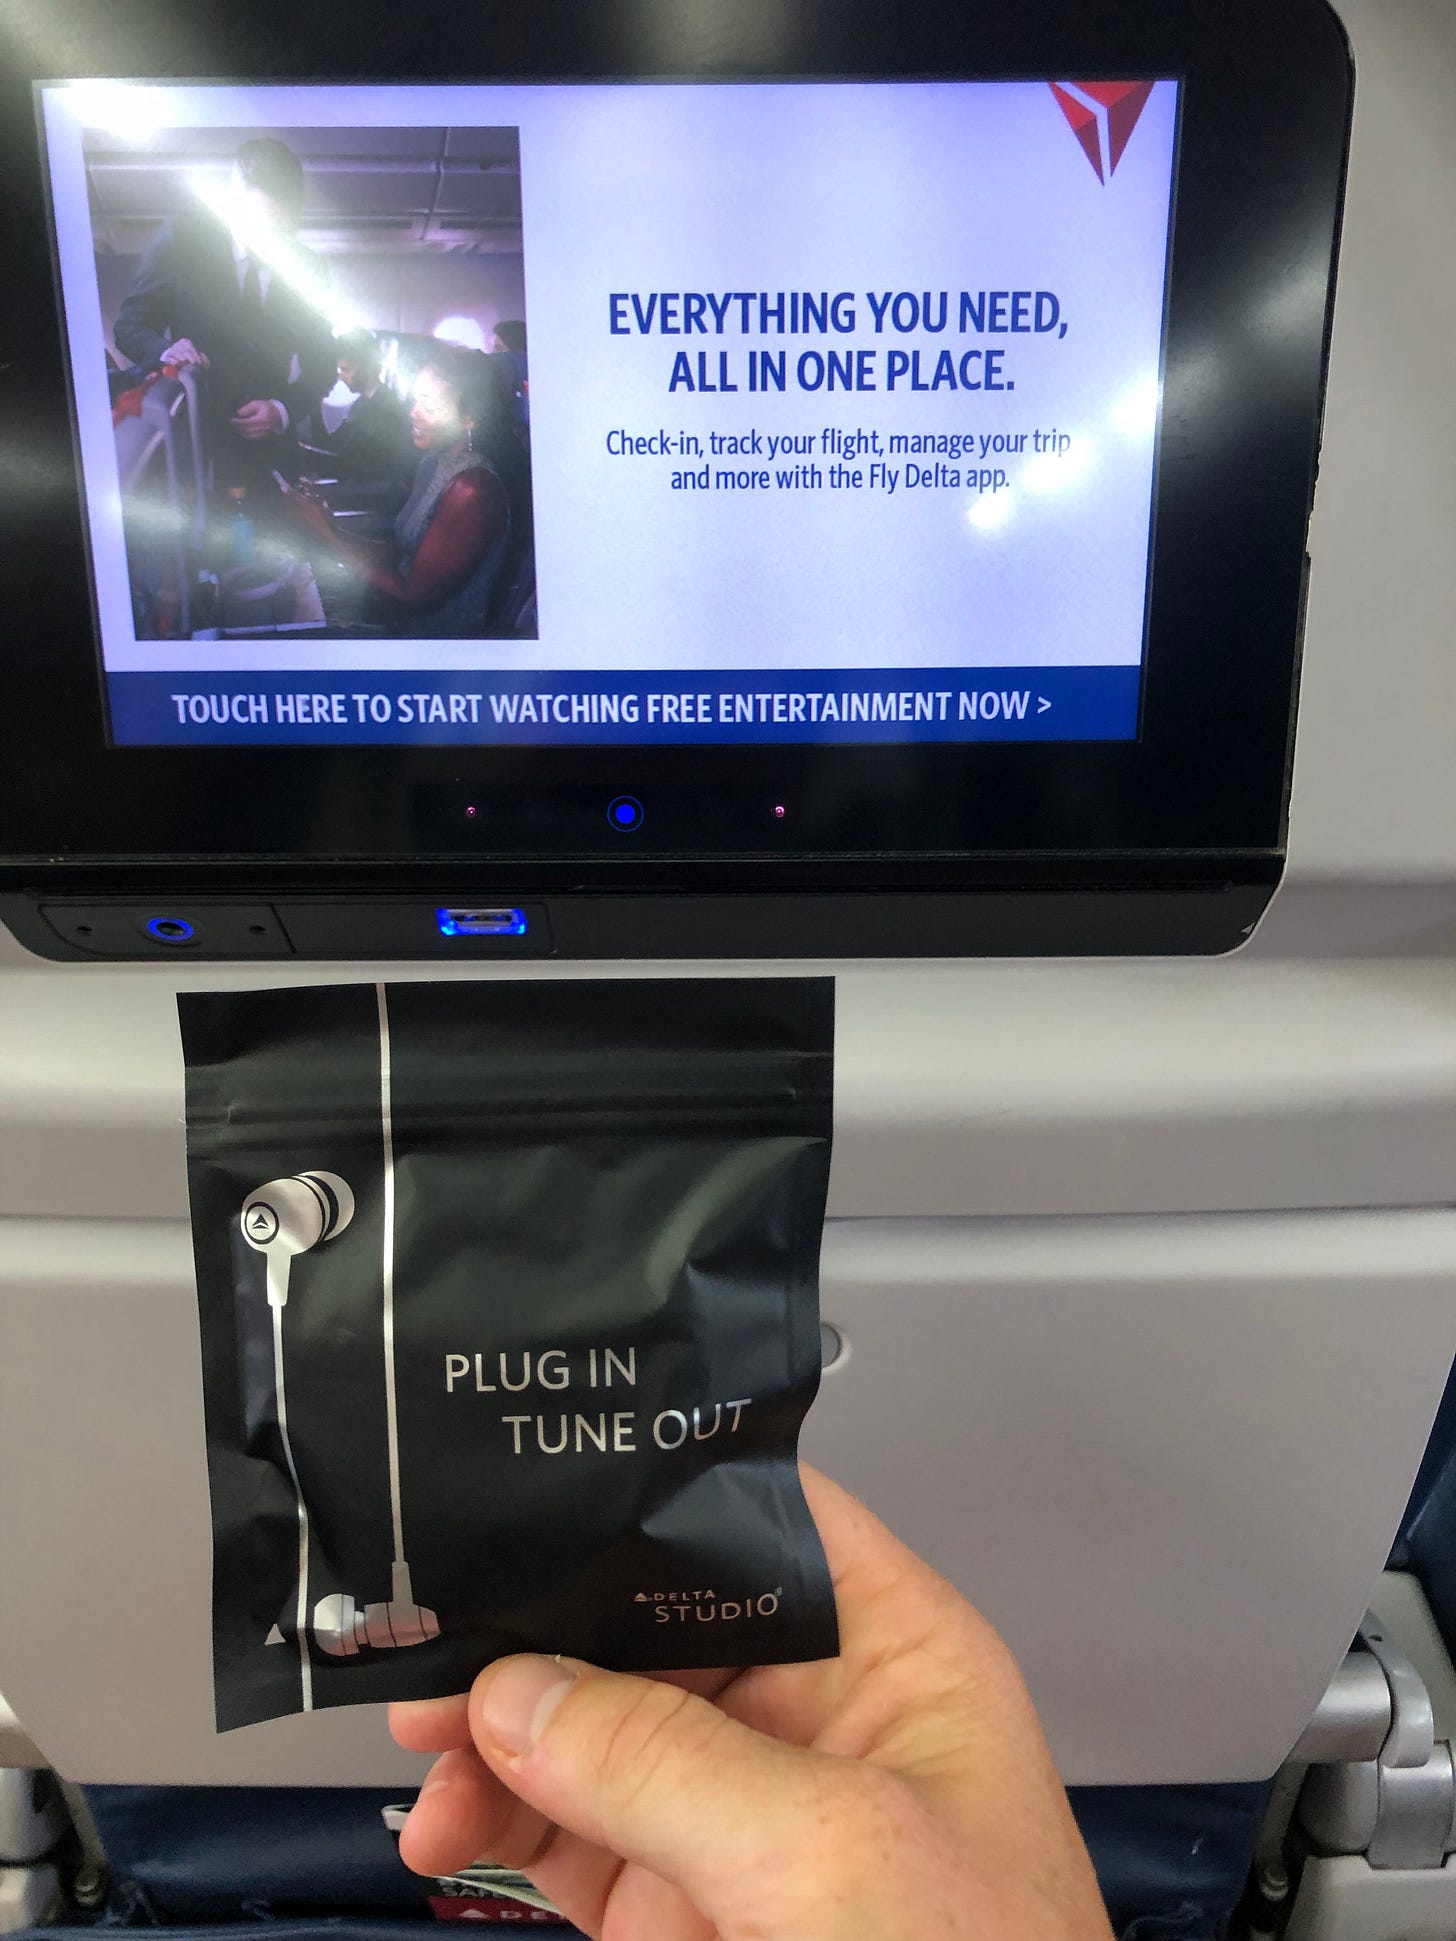 EVERYTHING YOU NEED,
ALL IN ONE PLACE.
Check-in, track your flight, manage your trip
and more with the Fly Delta app.
TOUCH HERE TO START WATCHING FREE ENTERTAINMENT NOW >
PLUG IN
TUNE OUT
DELTA
STUDIO